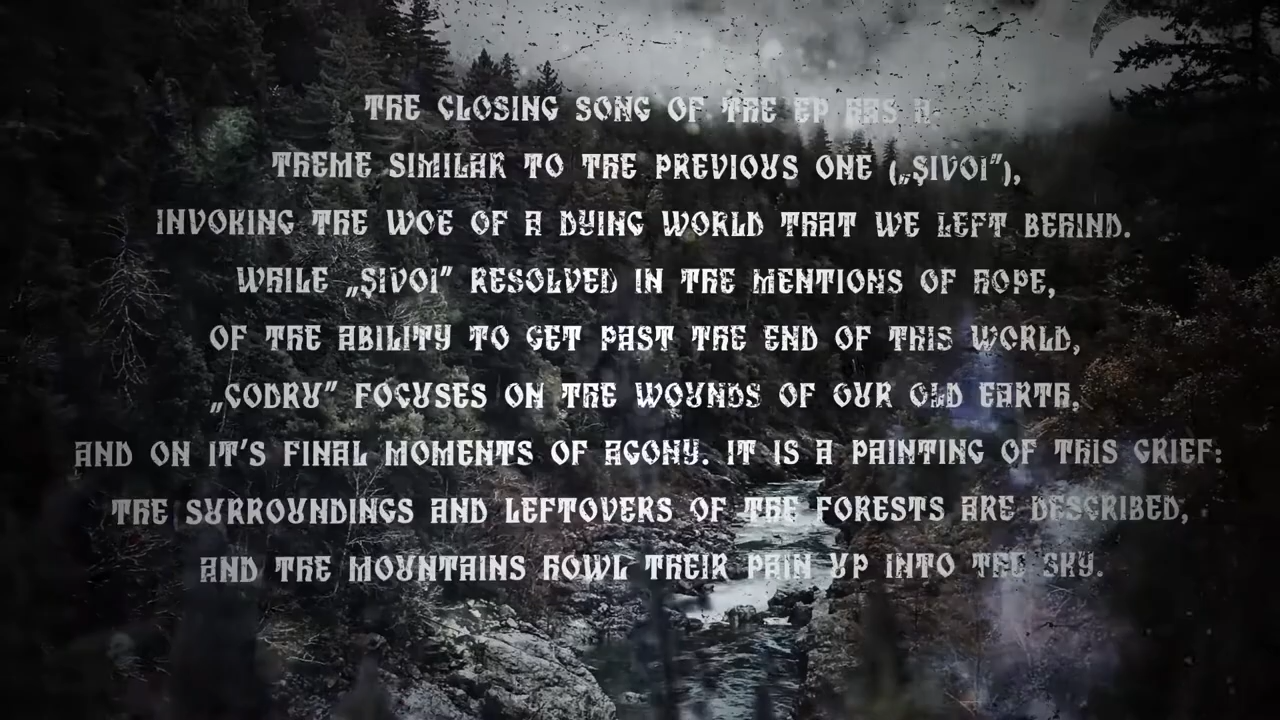 THE CLOSING SONG OF THE EP HAS A
THEME SIMILAR TO THE PREVIOUS ONE („ȘIVOI”),
INVOKING THE WOE OF A DYING WORLD THAT WE LEFT BEHIND.
WHILE „ȘIVOI” RESOLVED IN THE MENTIONS OF HOPE,
OF THE ABILITY TO GET PAST THE END OF THIS WORLD,
„CODRU” FOCUSES ON THE WOUNDS OF OUR OLD EARTH,
AND ON IT'S FINAL MOMENTS OF AGONY. IT IS A PAINTING OF THIS GRIEF:
THE SURROUNDINGS AND LEFTOVERS OF THE FORESTS ARE DESCRIBED,
AND THE MOUNTAINS HOWL THEIR PAIN UP INTO THE SKY.